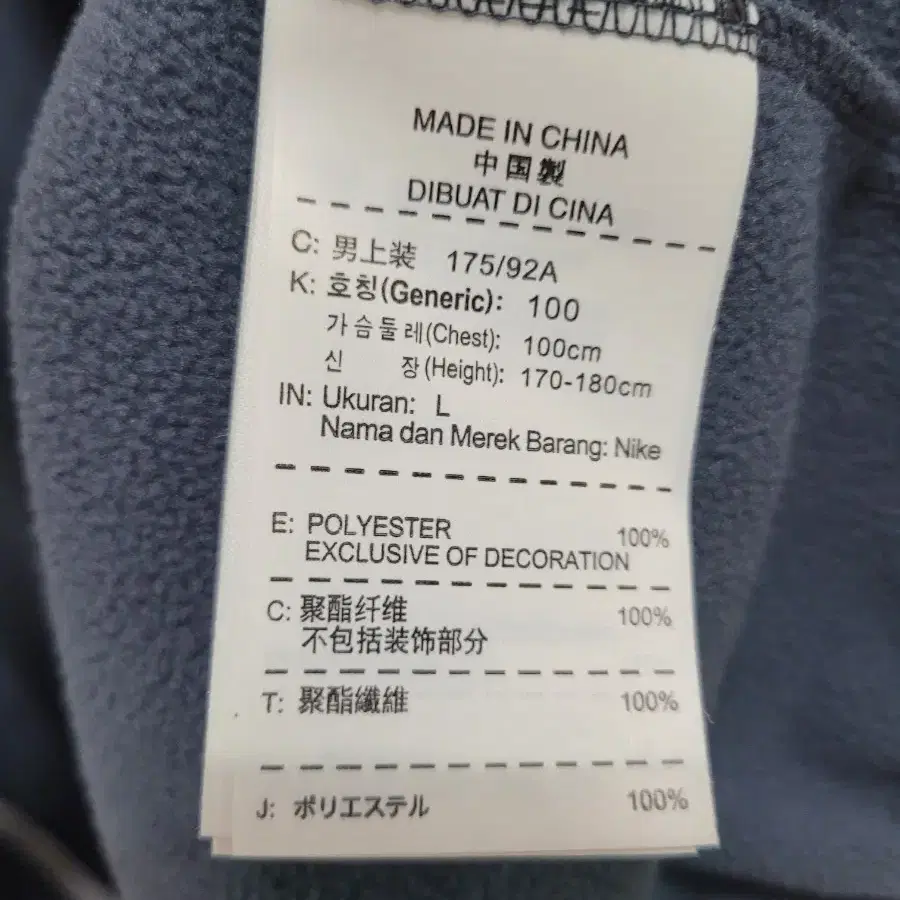 MADE IN CHINA
中国製
DIBUAT DI CINA
C: 男上装 175/92A
K: 호칭(Generic): 100
가슴둘레(Chest): 100cm
신 장(Height): 170-180cm
IN: Ukuran: L
Nama dan Merek Barang: Nike
E: POLYESTER 100%
EXCLUSIVE OF DECORATION
C: 聚酯纤维 100%
不包括装饰部分
T: 聚酯纖維 100%
J: ポリエステル 100%